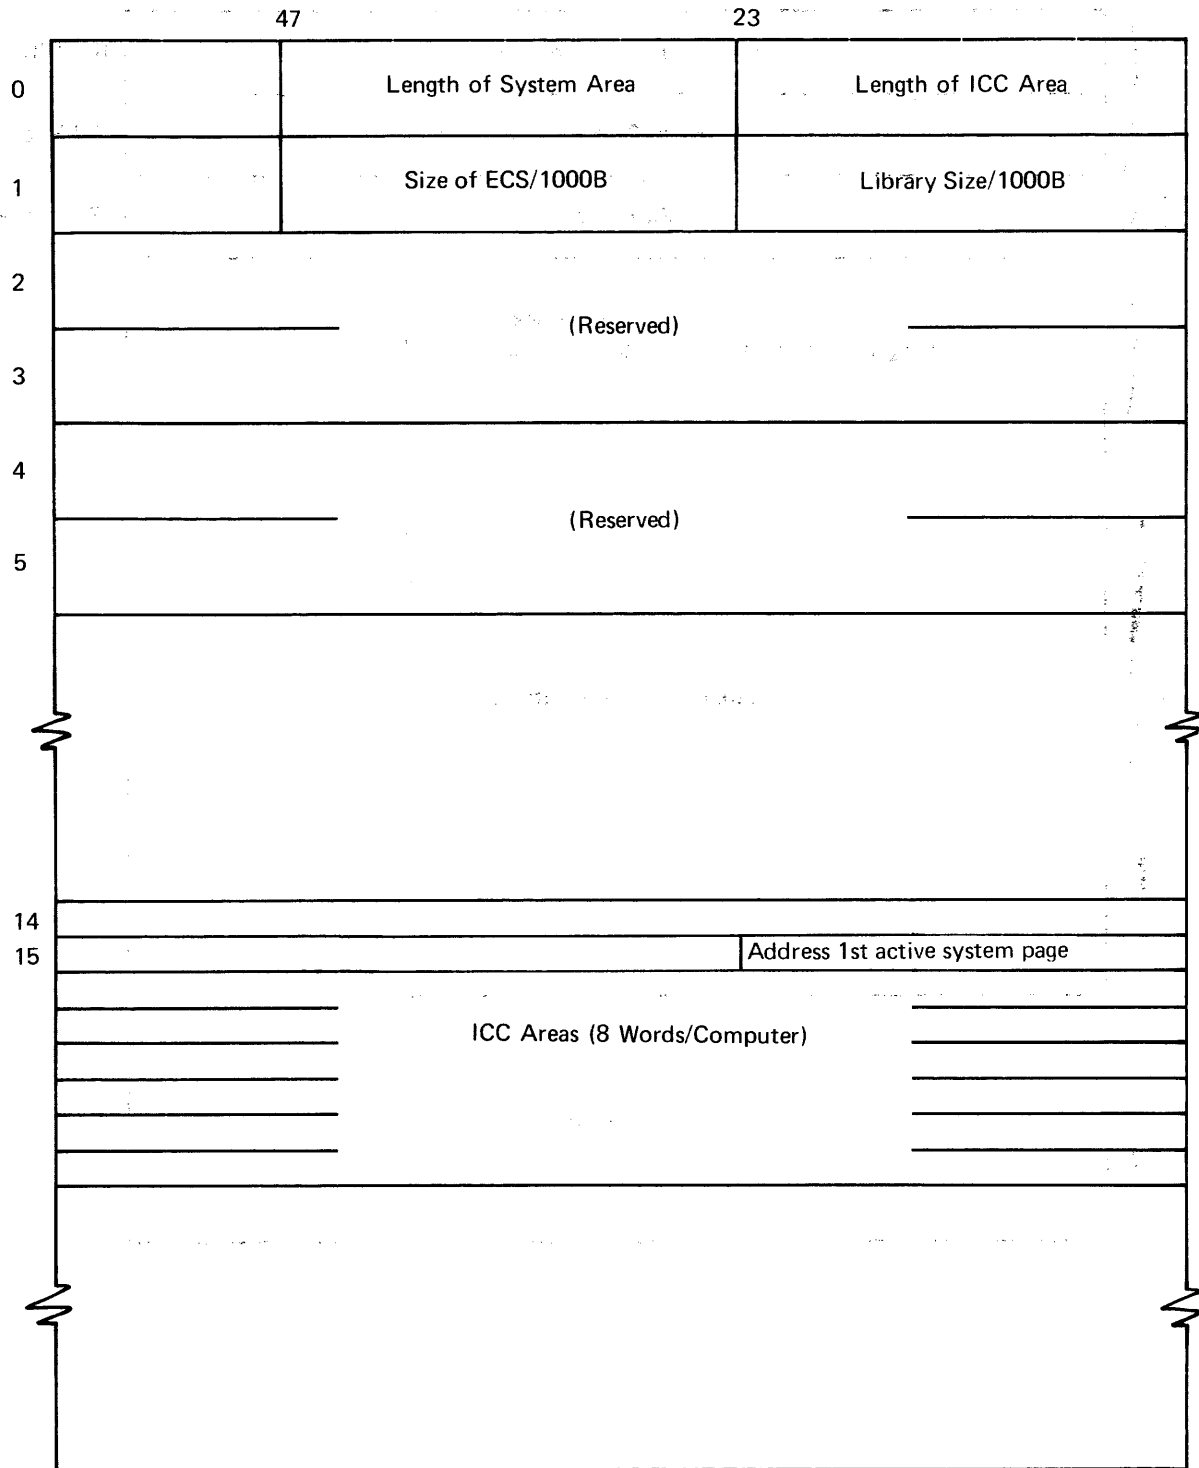 47 23
0 Length of System Area Length of ICC Area
1 Size of ECS/1000B Library Size/1000B
2
(Reserved)
3
4
(Reserved)
5
14
15 Address 1st active system page
ICC Areas (8 Words/Computer)